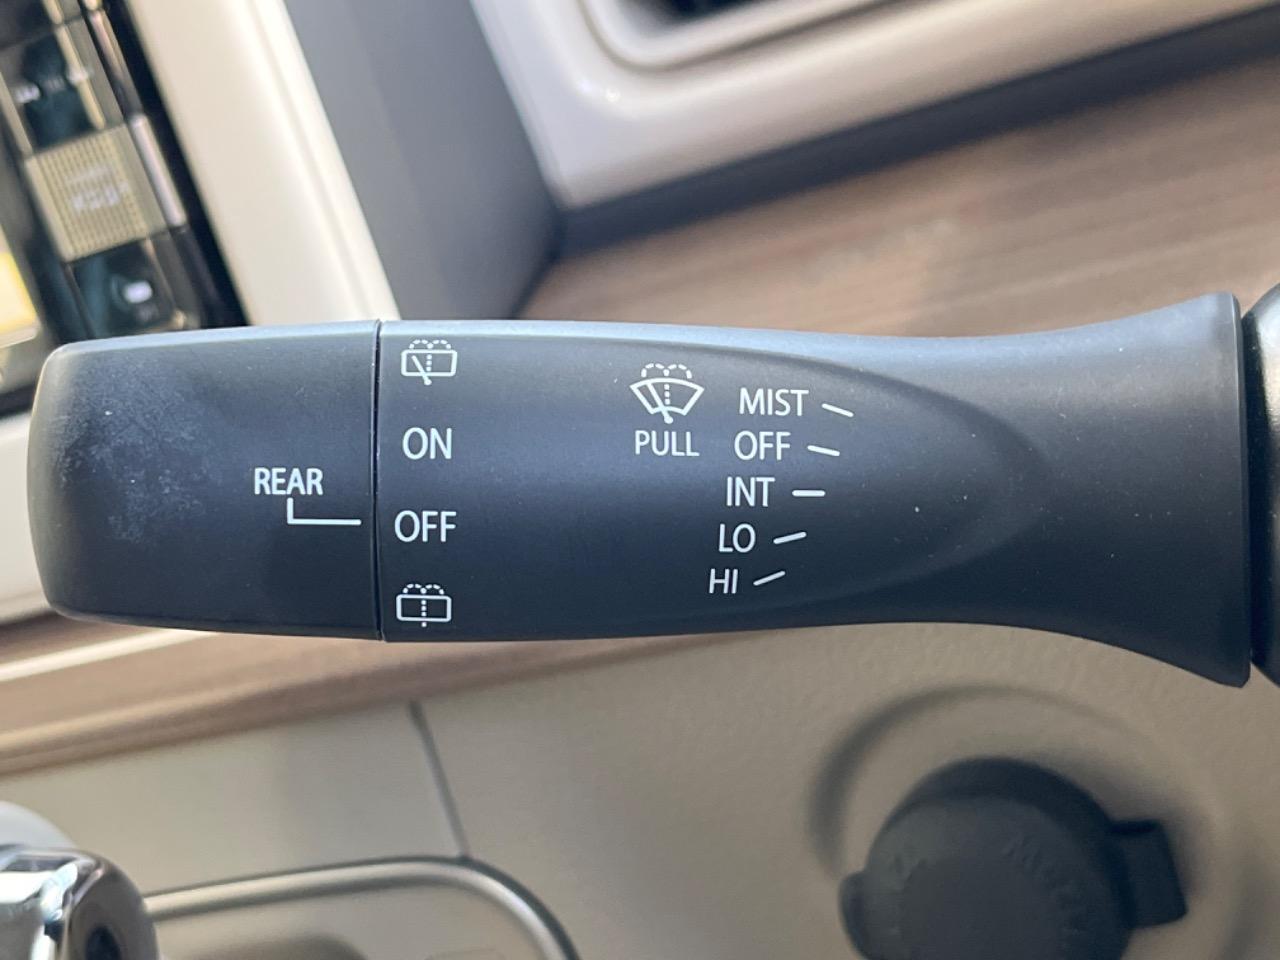 REAR
ON
OFF
PULL
MIST
OFF
INT
LO
HI